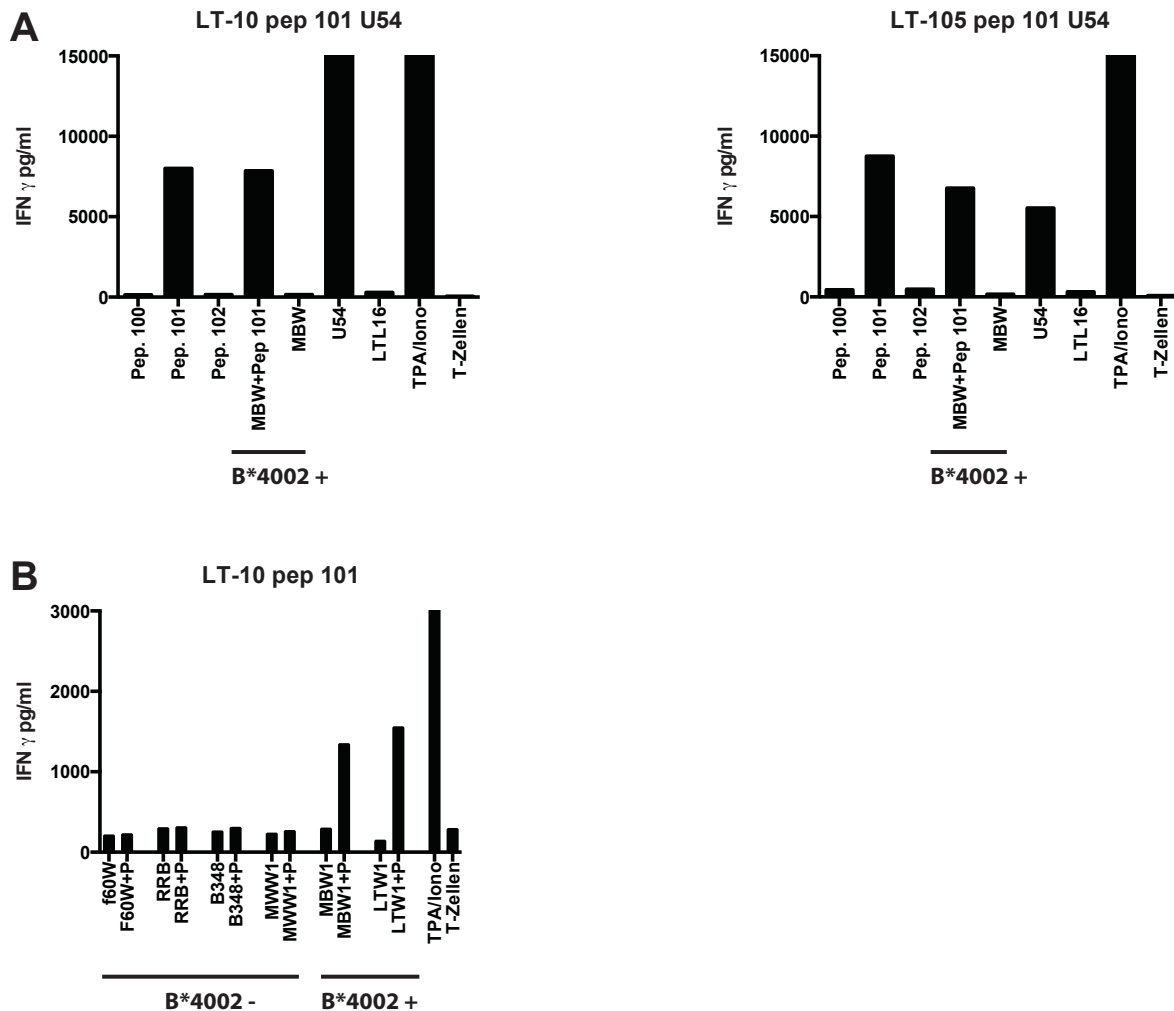 A
LT-10 pep 101 U54
IFN γ pg/ml
15000
10000
5000
0
Pep. 100
Pep. 101
Pep. 102
MBW+Pep 101
MBW
U54
LTL16
TPA/Iono
T-Zellen
B*4002 +
LT-105 pep 101 U54
IFN γ pg/ml
15000
10000
5000
0
Pep. 100
Pep. 101
Pep. 102
MBW+Pep 101
MBW
U54
LTL16
TPA/Iono
T-Zellen
B*4002 +
B
LT-10 pep 101
IFN γ pg/ml
3000
2000
1000
0
f60W
F60W+P
RRB
RRB+P
B348
B348+P
MWW1
MWW1+P
MBW1
MBW1+P
LTW1
LTW1+P
TPA/Iono
T-Zellen
B*4002 -
B*4002 +